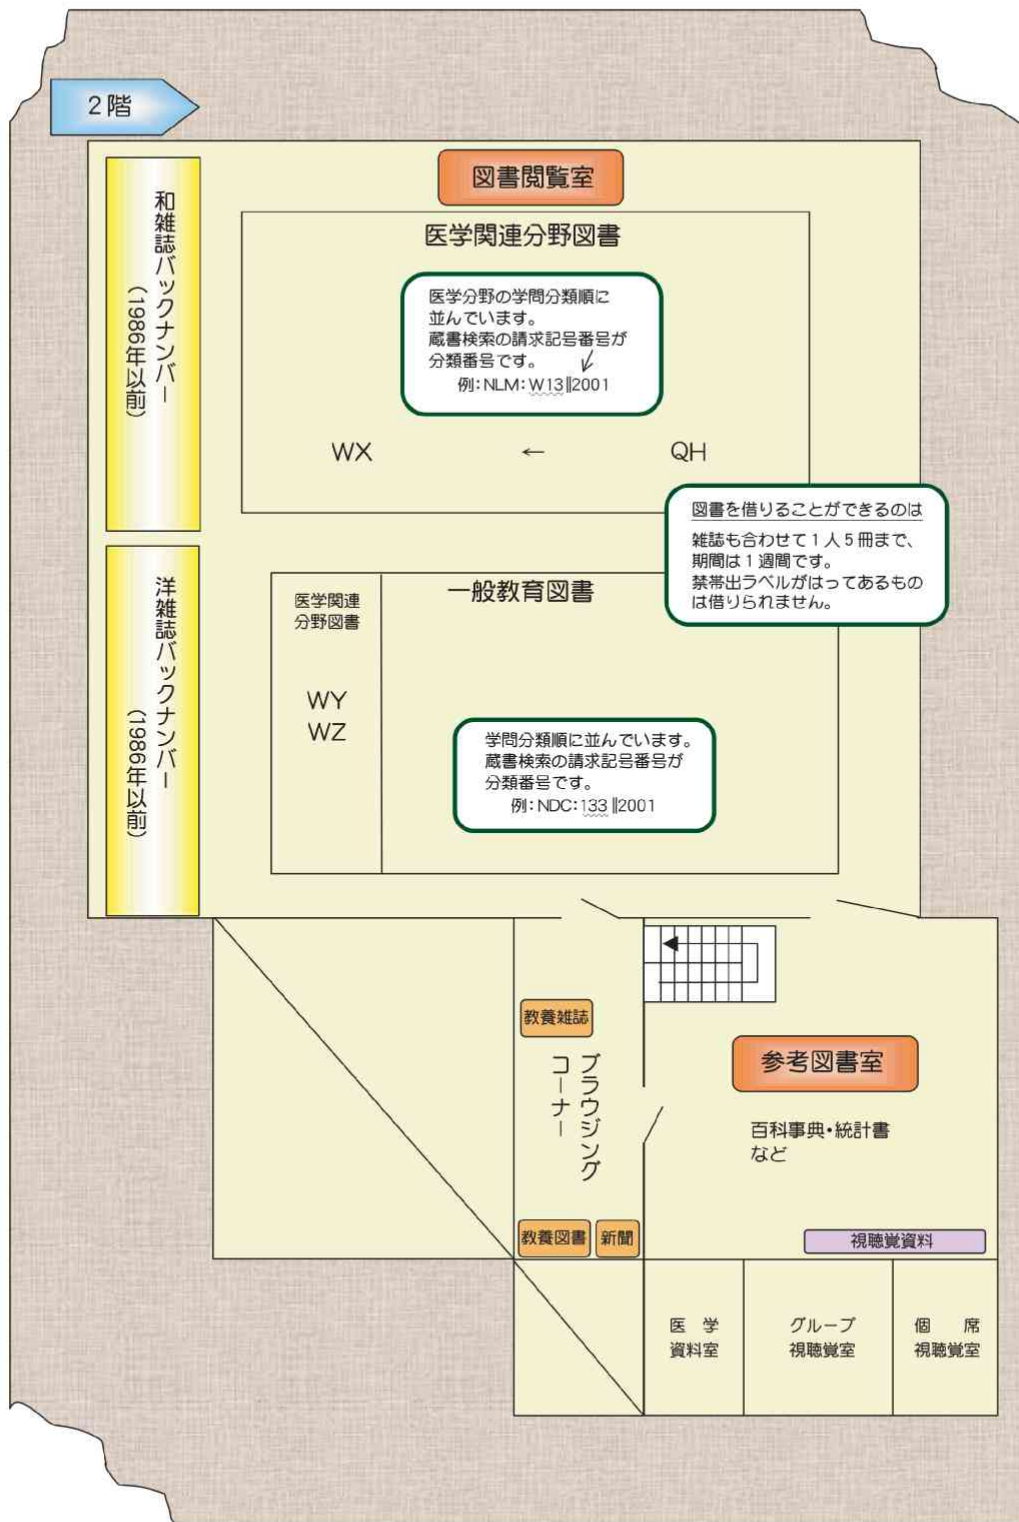 2階
図書閲覧室
和雑誌バックナンバー
(1986年以前)
医学関連分野図書
医学分野の学問分類順に
並んでいます。
蔵書検索の請求記号番号が
分類番号です。
例:NLM:W13∥2001
WX ← QH
図書を借りることができるのは
雑誌も合わせて1人5冊まで、
期間は1週間です。
禁帯出ラベルがはってあるもの
は借りられません。
洋雑誌バックナンバー
(1986年以前)
医学関連
分野図書
WY
WZ
一般教育図書
学問分類順に並んでいます。
蔵書検索の請求記号番号が
分類番号です。
例:NDC:133∥2001
教養雑誌
ブラウジング
コーナー
教養図書
新聞
参考図書室
百科事典・統計書
など
視聴覚資料
医 学
資料室
グループ
視聴覚室
個 席
視聴覚室